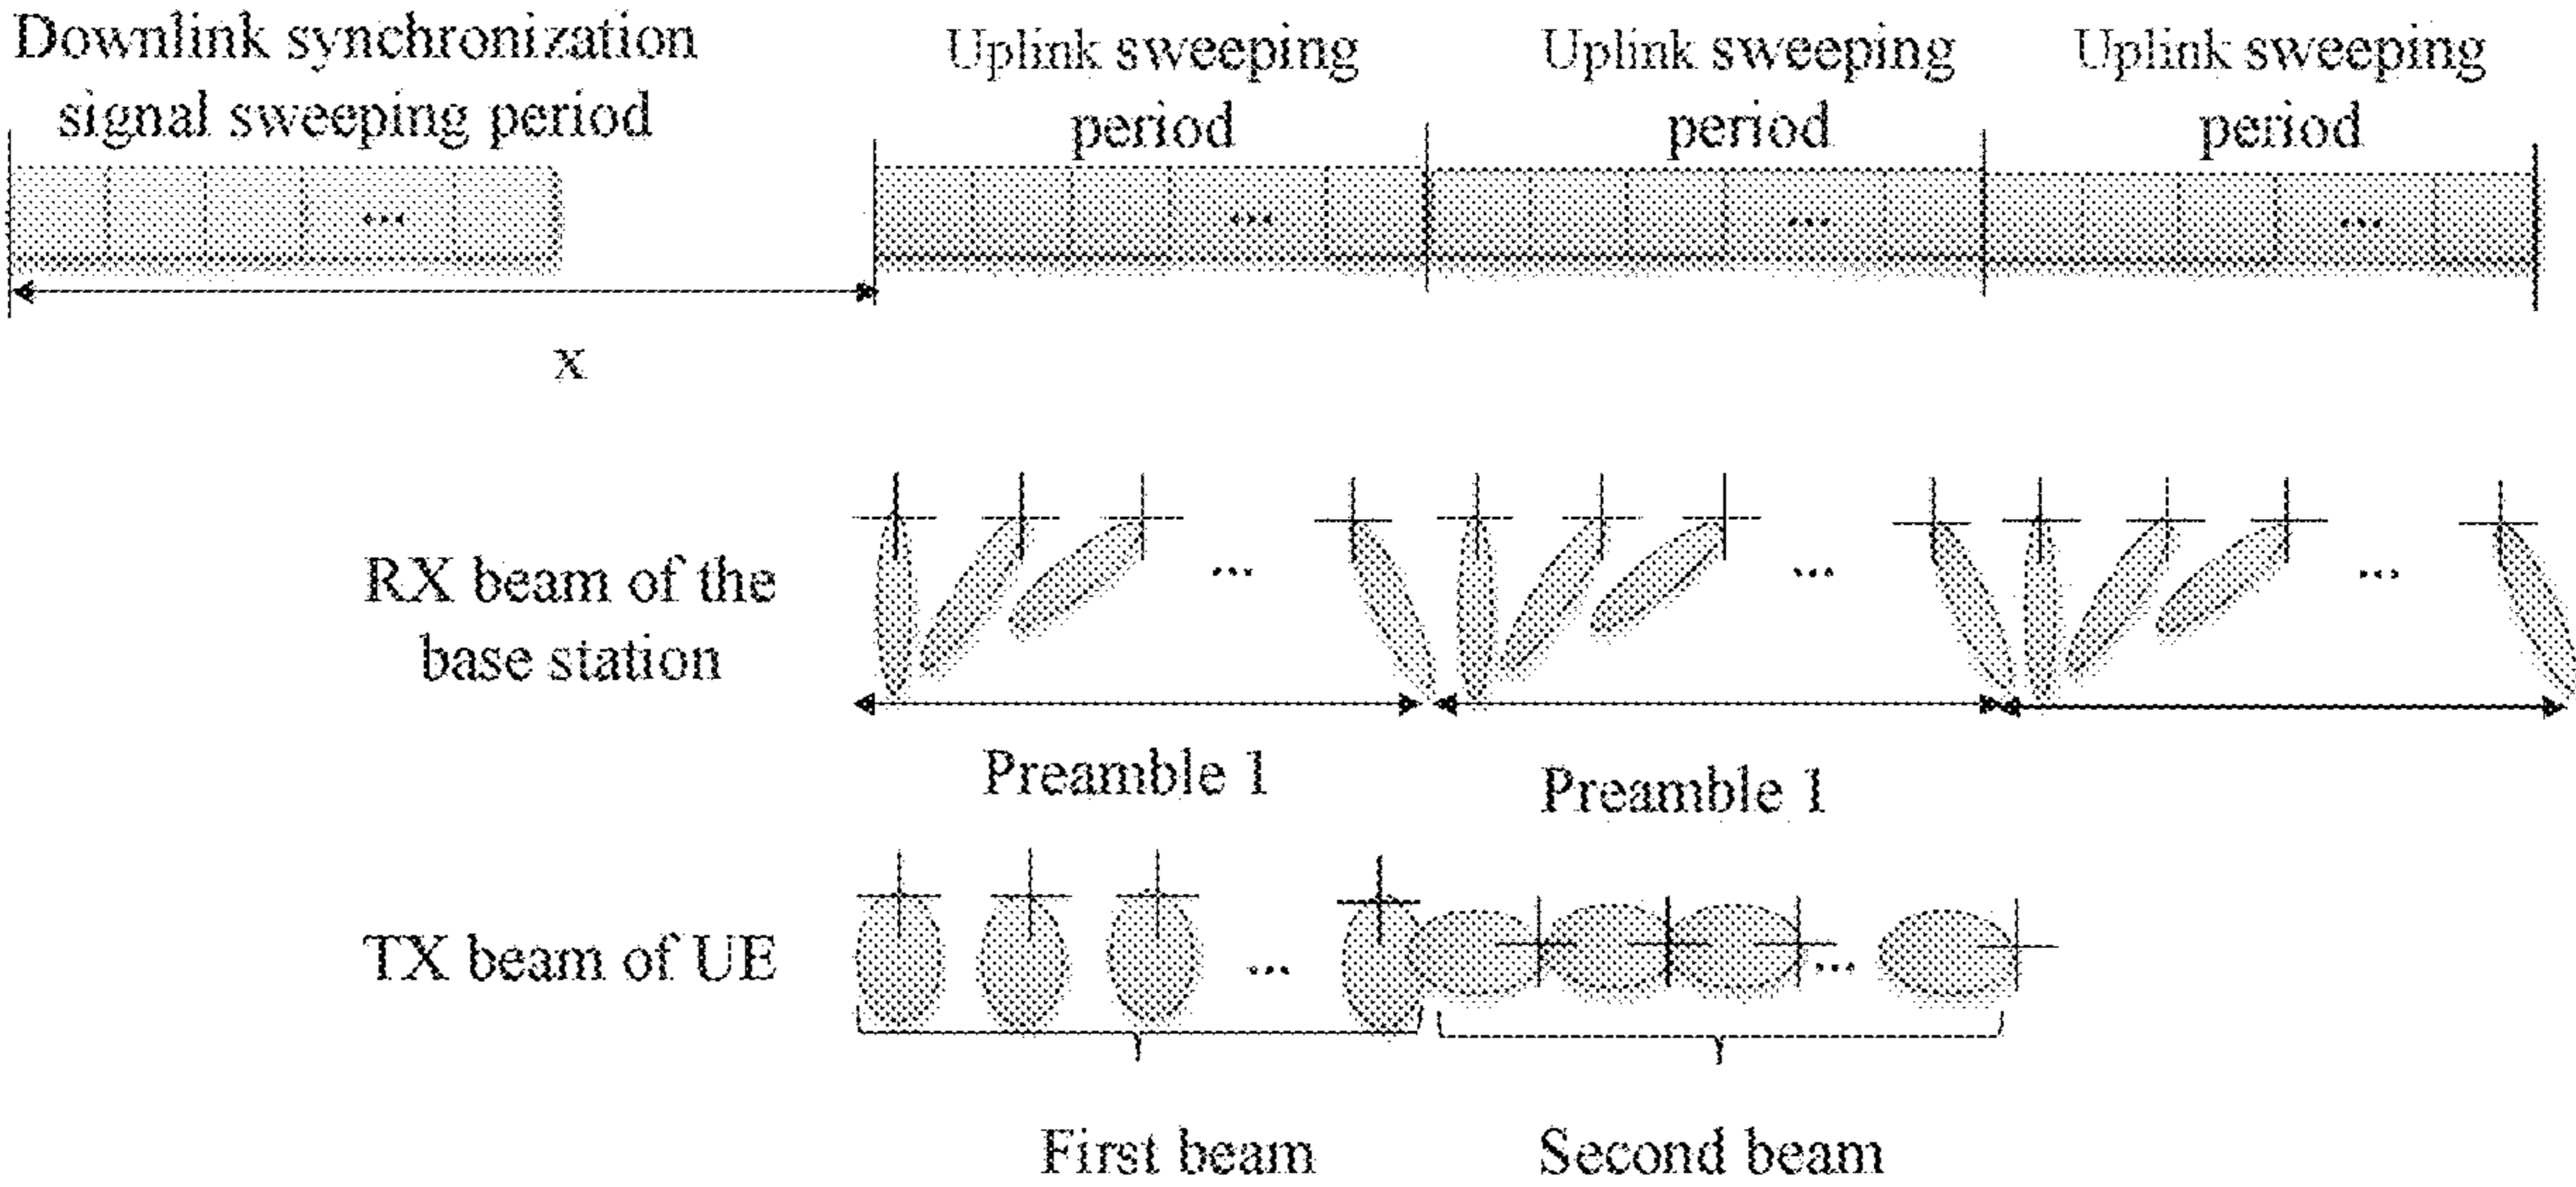 Downlink synchronization
signal sweeping period
Uplink sweeping
period
Uplink sweeping
period
Uplink sweeping
period
...
...
...
...
x
RX beam of the
base station
...
...
...
Preamble 1
Preamble 1
TX beam of UE
...
...
First beam
Second beam